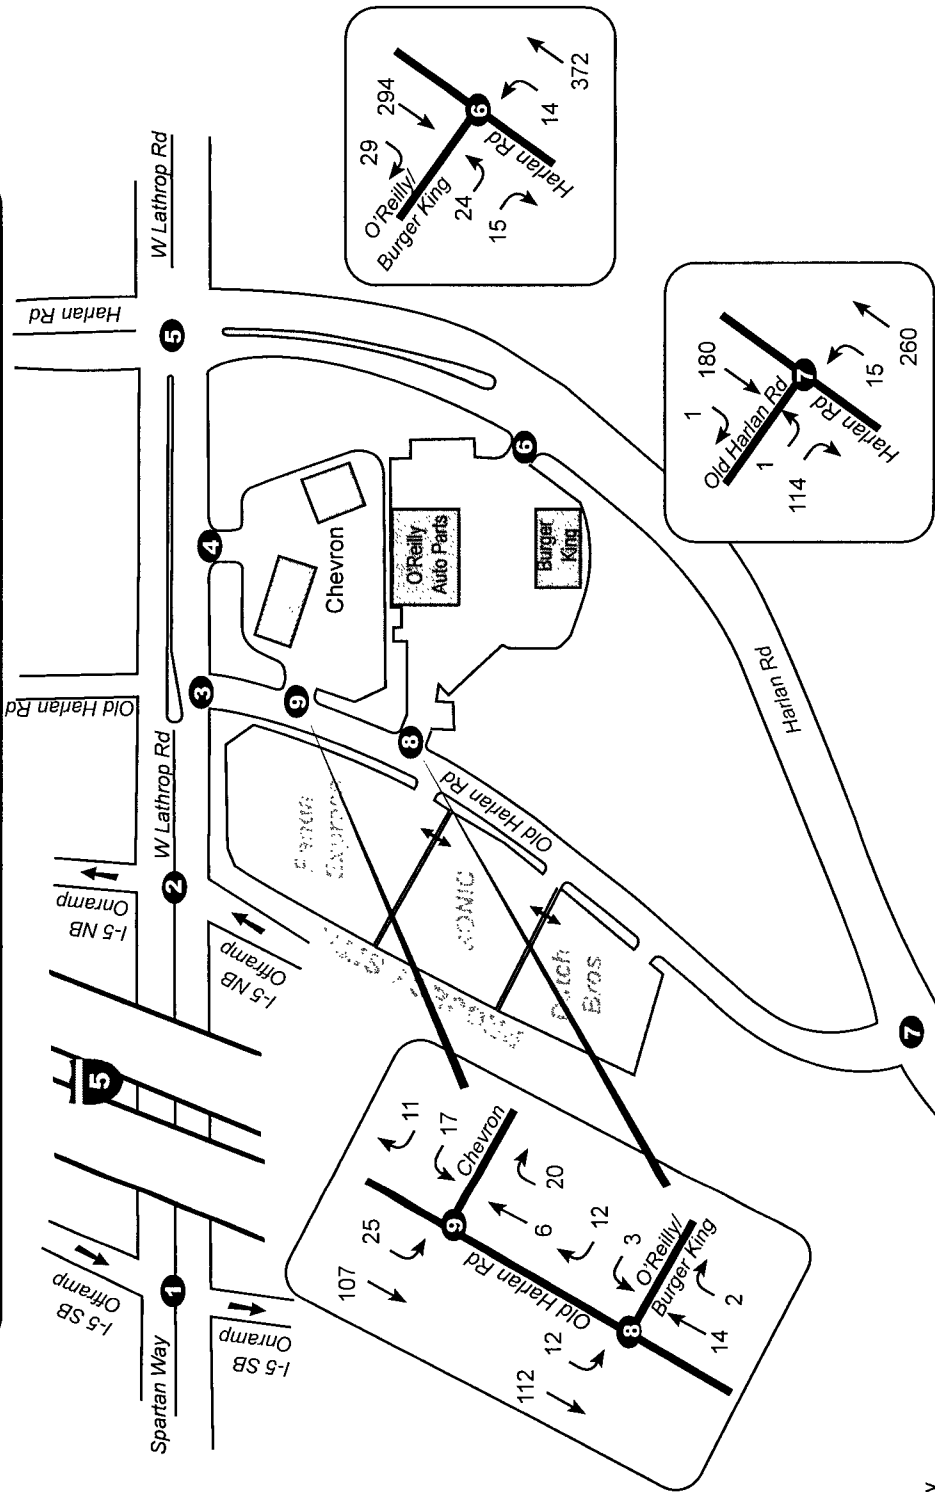 Spartan Way
I-5 SB
Offramp
I-5 SB
Onramp
1
5
I-5 NB
Onramp
I-5 NB
Offramp
2
W Lathrop Rd
Old Harlan Rd
3
4
5
Harlan Rd
W Lathrop Rd
Chevron
9
8
O'Reilly
Auto Parts
Burger
King
6
Panda
Express
SONIC
Dutch
Bros
Old Harlan Rd
Harlan Rd
7
29
294
O'Reilly/
Burger King
24
15
6
Harlan Rd
14
372
1
180
Old Harlan Rd
1
114
7
Harlan Rd
15
260
107
25
11
17
Chevron
9
6
20
Old Harlan Rd
112
12
12
3
O'Reilly/
Burger King
8
14
2